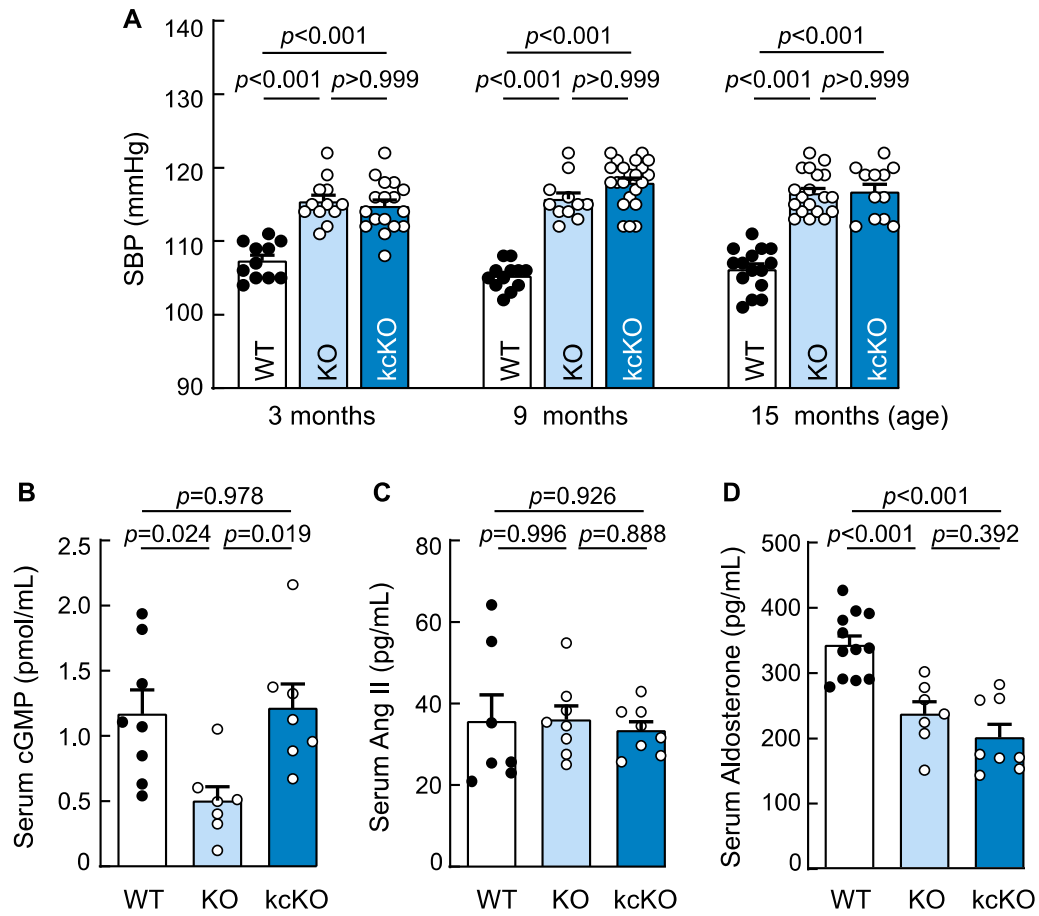 A
140
p<0.001
p<0.001
p<0.001
p<0.001
p>0.999
p<0.001
p>0.999
p<0.001
p>0.999
130
120
110
100
90
SBP (mmHg)
WT
KO
kcKO
WT
KO
kcKO
WT
KO
kcKO
3 months
9 months
15 months (age)
B
p=0.978
p=0.024
p=0.019
2.5
2.0
1.5
1.0
0.5
0
Serum cGMP (pmol/mL)
WT
KO
kcKO
C
p=0.926
p=0.996
p=0.888
80
60
40
20
0
Serum Ang II (pg/mL)
WT
KO
kcKO
D
p<0.001
p<0.001
p=0.392
500
400
300
200
100
0
Serum Aldosterone (pg/mL)
WT
KO
kcKO